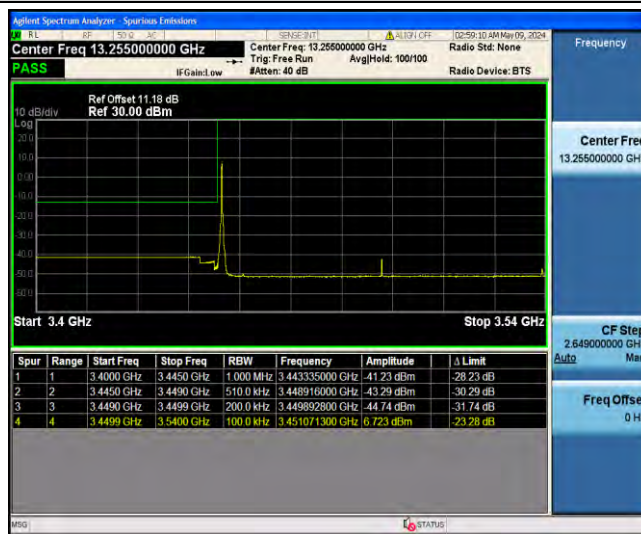 Agilent Spectrum Analyzer - Spurious Emissions
RL RF 50 Ω AC SENSE:INT ALIGN OFF 02:59:10 AM May 09, 2024
Center Freq 13.255000000 GHz
Center Freq: 13.255000000 GHz
Radio Std: None
Trig: Free Run Avg|Hold: 100/100
PASS
IFGain:Low
#Atten: 40 dB
Radio Device: BTS
Frequency
Ref Offset 11.18 dB
10 dB/div Ref 30.00 dBm
Log
20.0
10.0
0.00
-10.0
-20.0
-30.0
-40.0
-50.0
-60.0
Start 3.4 GHz Stop 3.54 GHz
Center Fre
13.255000000 GH
CF Step
2.649000000 GH
Auto Ma
Freq Offse
0 H
Spur Range Start Freq Stop Freq RBW Frequency Amplitude Δ Limit
1 1 3.4000 GHz 3.4450 GHz 1.000 MHz 3.443335000 GHz -41.23 dBm -28.23 dB
2 2 3.4450 GHz 3.4490 GHz 510.0 kHz 3.448916000 GHz -43.29 dBm -30.29 dB
3 3 3.4490 GHz 3.4499 GHz 200.0 kHz 3.449892800 GHz -44.74 dBm -31.74 dB
4 4 3.4499 GHz 3.5400 GHz 100.0 kHz 3.451071300 GHz 6.723 dBm -23.28 dB
MSG STATUS